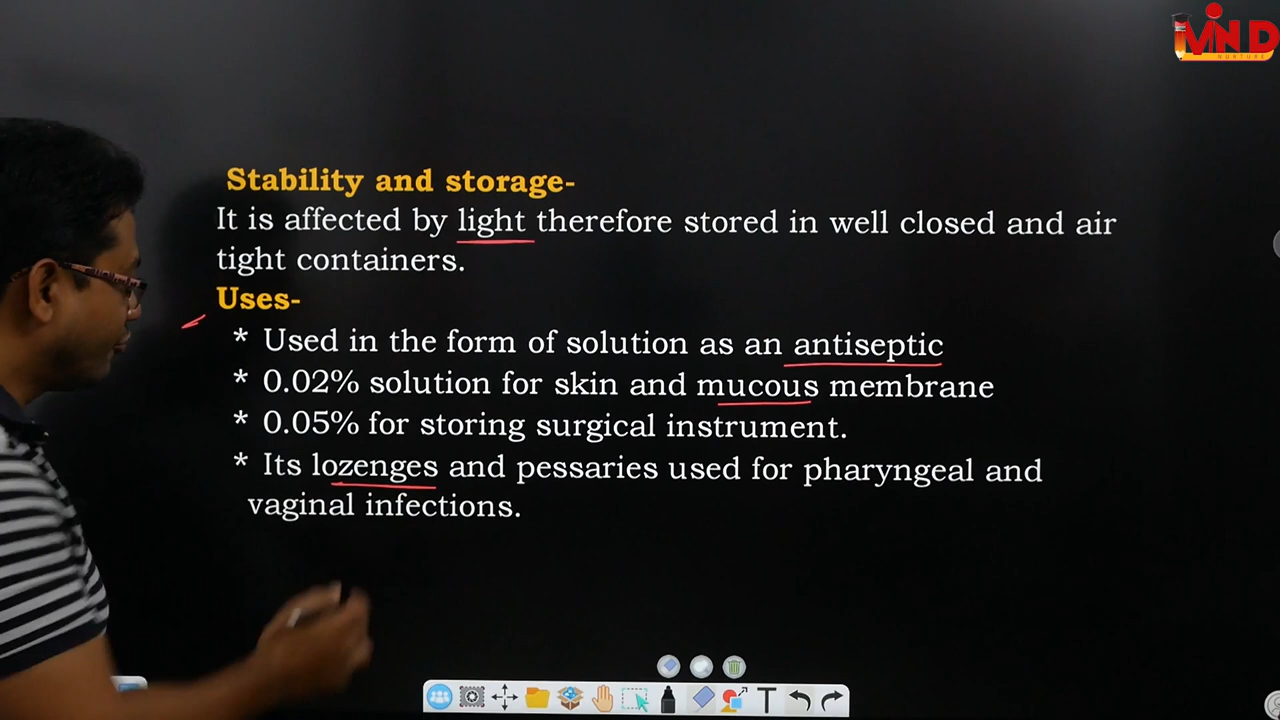 MIND
NURTURE
Stability and storage-
It is affected by light therefore stored in well closed and air
tight containers.
Uses-
* Used in the form of solution as an antiseptic
* 0.02% solution for skin and mucous membrane
* 0.05% for storing surgical instrument.
* Its lozenges and pessaries used for pharyngeal and
vaginal infections.
T